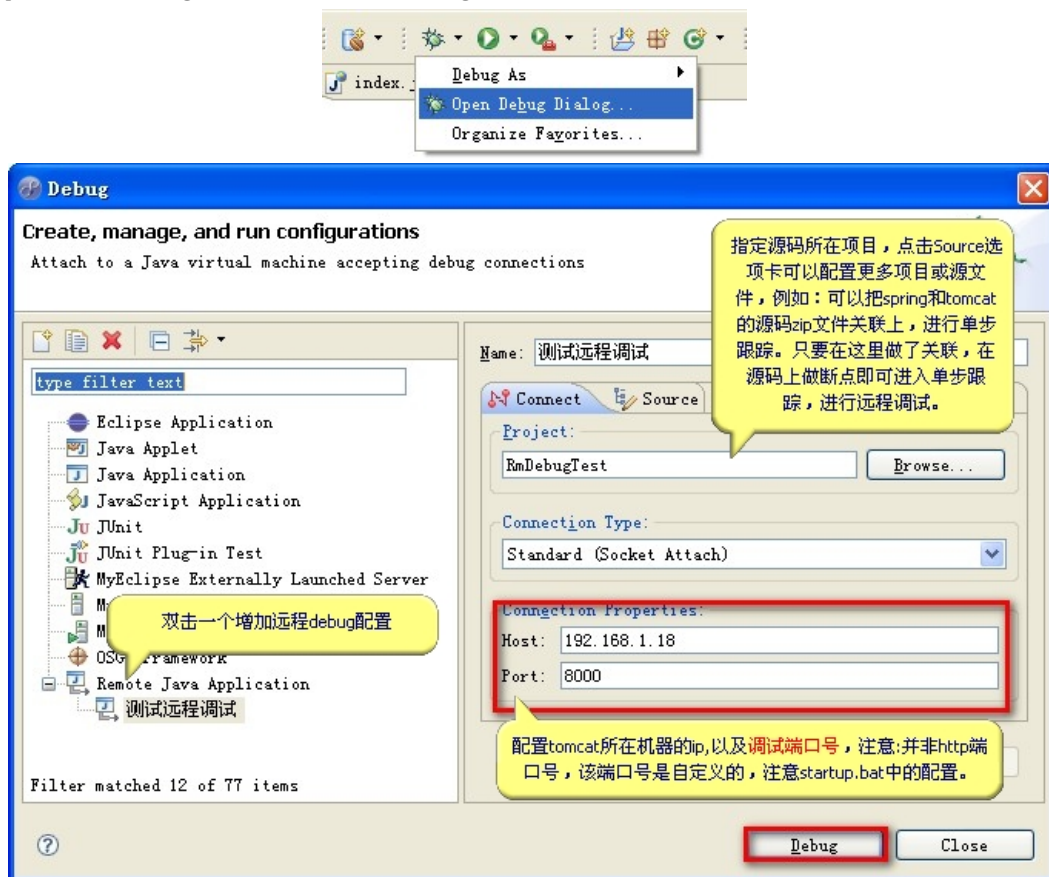 index.
Debug As
Open Debug Dialog...
Organize Favorites...
Debug
Create, manage, and run configurations
Attach to a Java virtual machine accepting debug connections
指定源码所在项目，点击Source选
项卡可以配置更多项目或源文
件，例如：可以把spring和tomcat
的源码zip文件关联上，进行单步
跟踪。只要在这里做了关联，在
源码上做断点即可进入单步跟
踪，进行远程调试。
type filter text
Eclipse Application
Java Applet
Java Application
JavaScript Application
JUnit
JUnit Plug-in Test
MyEclipse Externally Launched Server
双击一个增加远程debug配置
Framework
Remote Java Application
测试远程调试
Filter matched 12 of 77 items
Name: 测试远程调试
Connect Source
Project:
RmDebugTest Browse...
Connection Type:
Standard (Socket Attach)
Connection Properties:
Host: 192.168.1.18
Port: 8000
配置tomcat所在机器的ip,以及调试端口号，注意:并非http端
口号，该端口号是自定义的，注意startup.bat中的配置。
Debug Close